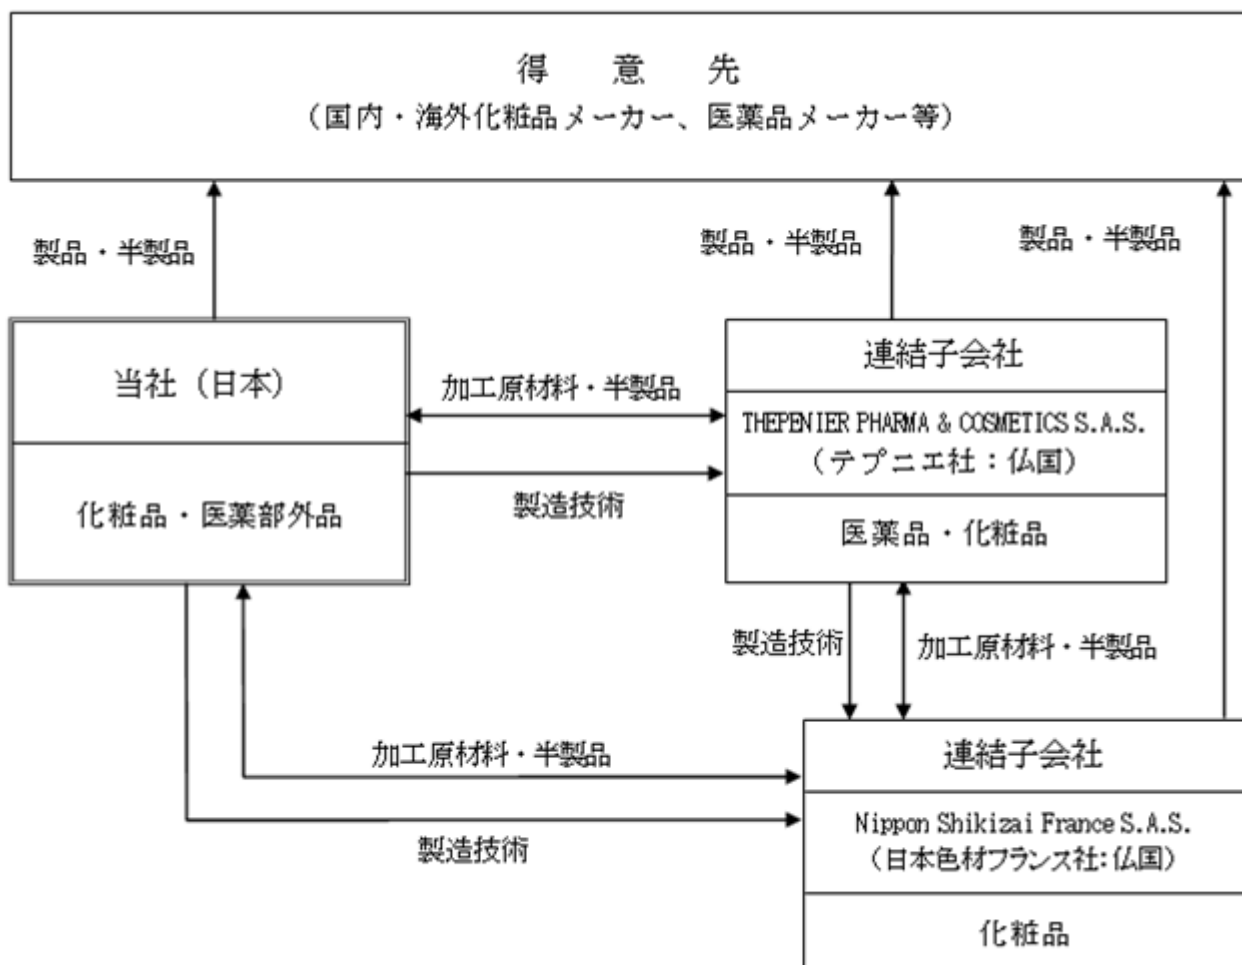 得 意 先
（国内・海外化粧品メーカー、医薬品メーカー等）
製品・半製品
製品・半製品
製品・半製品
当社（日本）
化粧品・医薬部外品
加工原材料・半製品
製造技術
連結子会社
THEPENIER PHARMA & COSMETICS S.A.S.
（テプニエ社：仏国）
医薬品・化粧品
製造技術
加工原材料・半製品
加工原材料・半製品
製造技術
連結子会社
Nippon Shikizai France S.A.S.
（日本色材フランス社：仏国）
化粧品